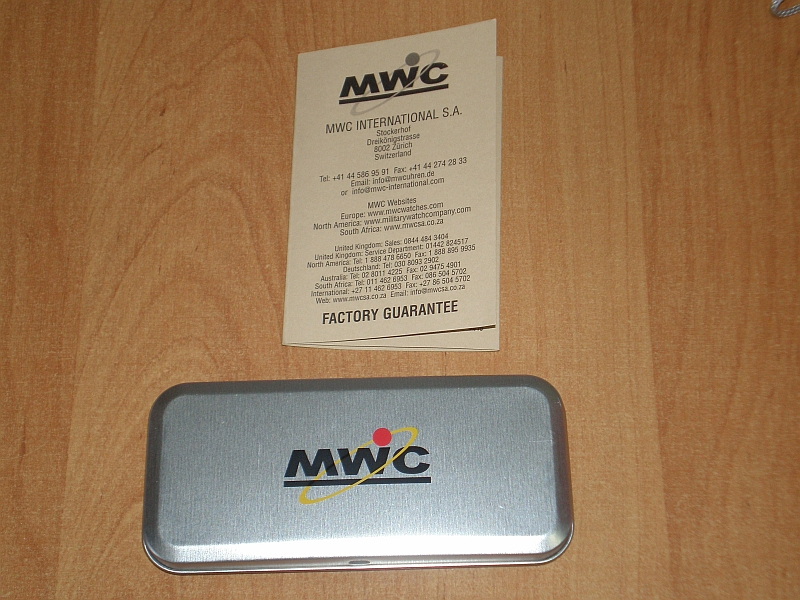 MWC
MWC INTERNATIONAL S.A.
Stockerhof
Dreikönigstrasse
8002 Zürich
Switzerland
Tel: +41 44 586 95 91 Fax: +41 44 274 28 33
Email: info@mwcuhren.de
or info@mwc-international.com
MWC Websites
Europe: www.mwcwatches.com
North America: www.militarywatchcompany.com
South Africa: www.mwcsa.co.za
United Kingdom: Sales: 0844 484 3404
United Kingdom: Service Department: 01442 824517
North America: Tel: 1 888 478 6650 Fax: 1 888 895 0935
Deutschland: Tel: 030 8093 2902
Australia: Tel: 02 8011 4225 Fax: 02 9475 4901
South Africa: Tel: 011 462 6953 Fax: 086 504 5702
International: +27 11 462 6953 Fax: +27 86 504 5702
Web: www.mwcsa.co.za Email: info@mwcsa.co.za
FACTORY GUARANTEE
MWC